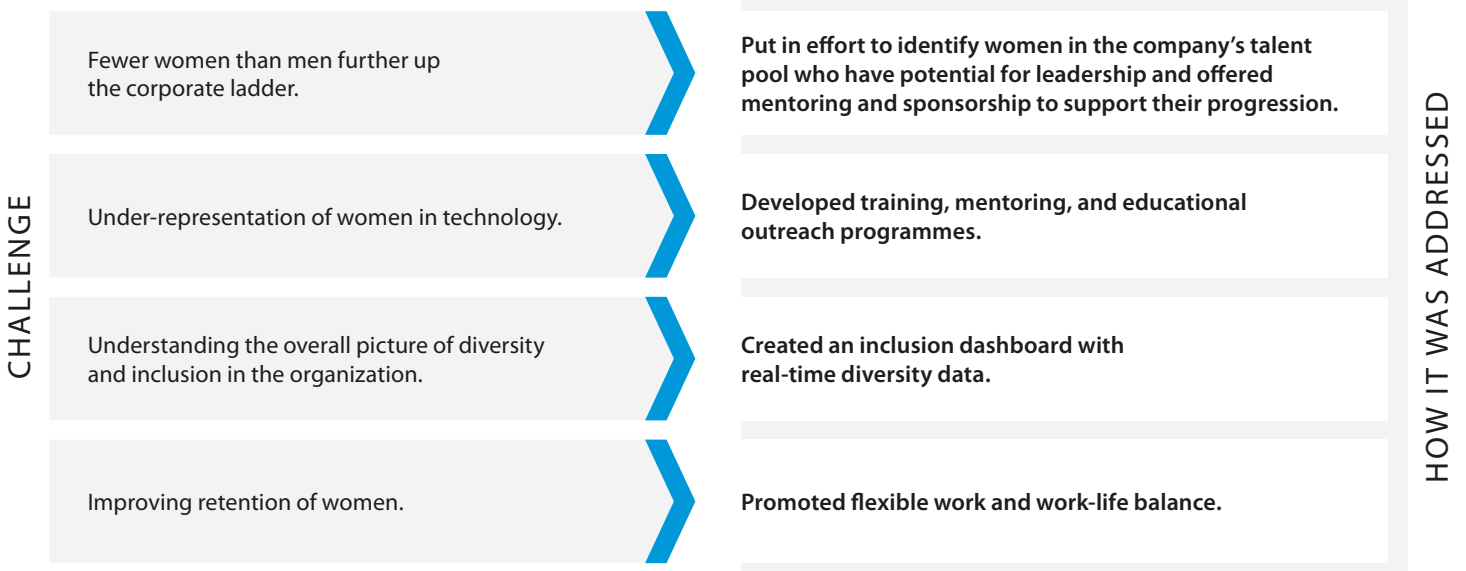 CHALLENGE
Fewer women than men further up
the corporate ladder.
Put in effort to identify women in the company’s talent
pool who have potential for leadership and offered
mentoring and sponsorship to support their progression.
Under-representation of women in technology.
Developed training, mentoring, and educational
outreach programmes.
Understanding the overall picture of diversity
and inclusion in the organization.
Created an inclusion dashboard with
real-time diversity data.
Improving retention of women.
Promoted flexible work and work-life balance.
HOW IT WAS ADDRESSED